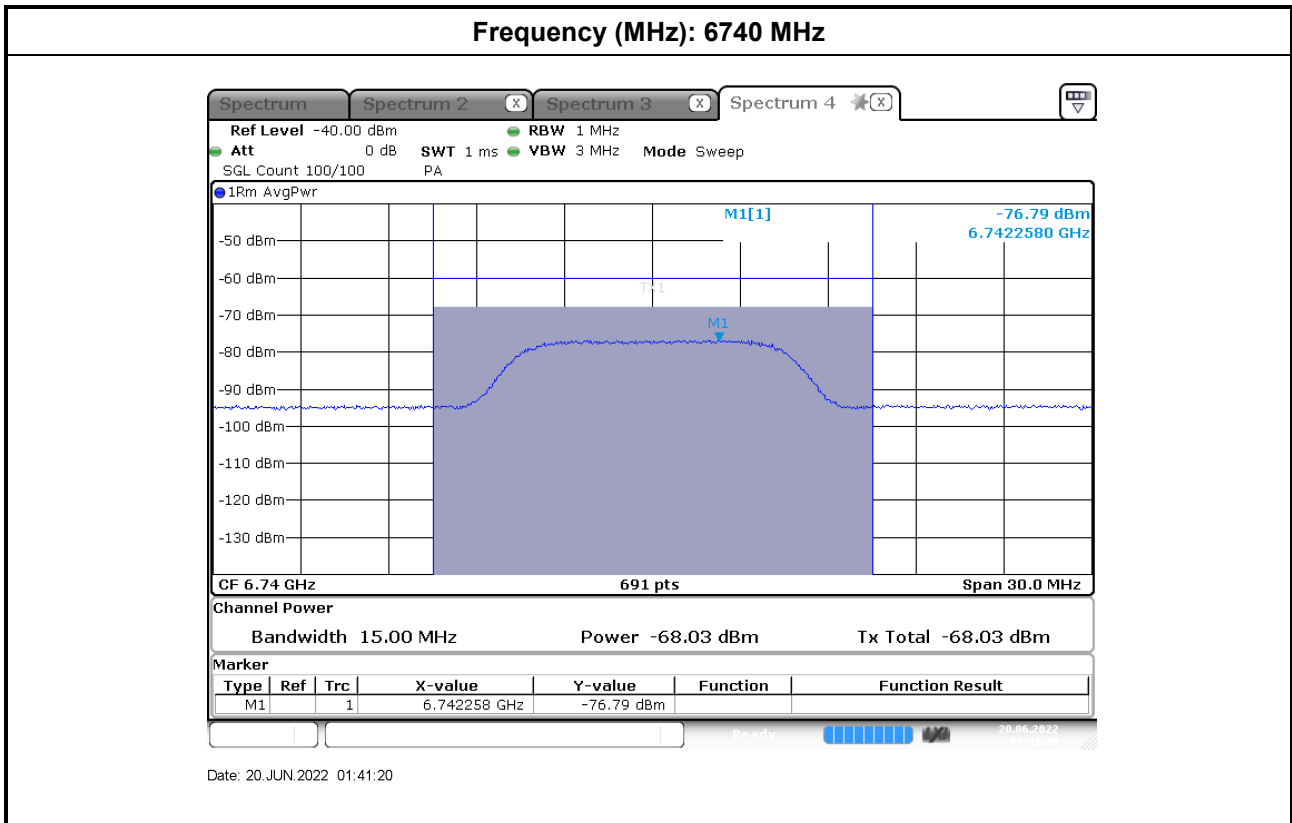 Frequency (MHz): 6740 MHz
Spectrum Spectrum 2 X Spectrum 3 X Spectrum 4 X
Ref Level -40.00 dBm RBW 1 MHz
Att 0 dB SWT 1 ms VBW 3 MHz Mode Sweep
SGL Count 100/100 PA
1Rm AvgPwr
M1[1] -76.79 dBm
6.7422580 GHz
-50 dBm
-60 dBm
TX1
-70 dBm
M1
-80 dBm
-90 dBm
-100 dBm
-110 dBm
-120 dBm
-130 dBm
CF 6.74 GHz 691 pts Span 30.0 MHz
Channel Power
Bandwidth 15.00 MHz Power -68.03 dBm Tx Total -68.03 dBm
Marker
Type Ref Trc X-value Y-value Function Function Result
M1 1 6.742258 GHz -76.79 dBm
Ready 20.06.2022
Date: 20.JUN.2022 01:41:20